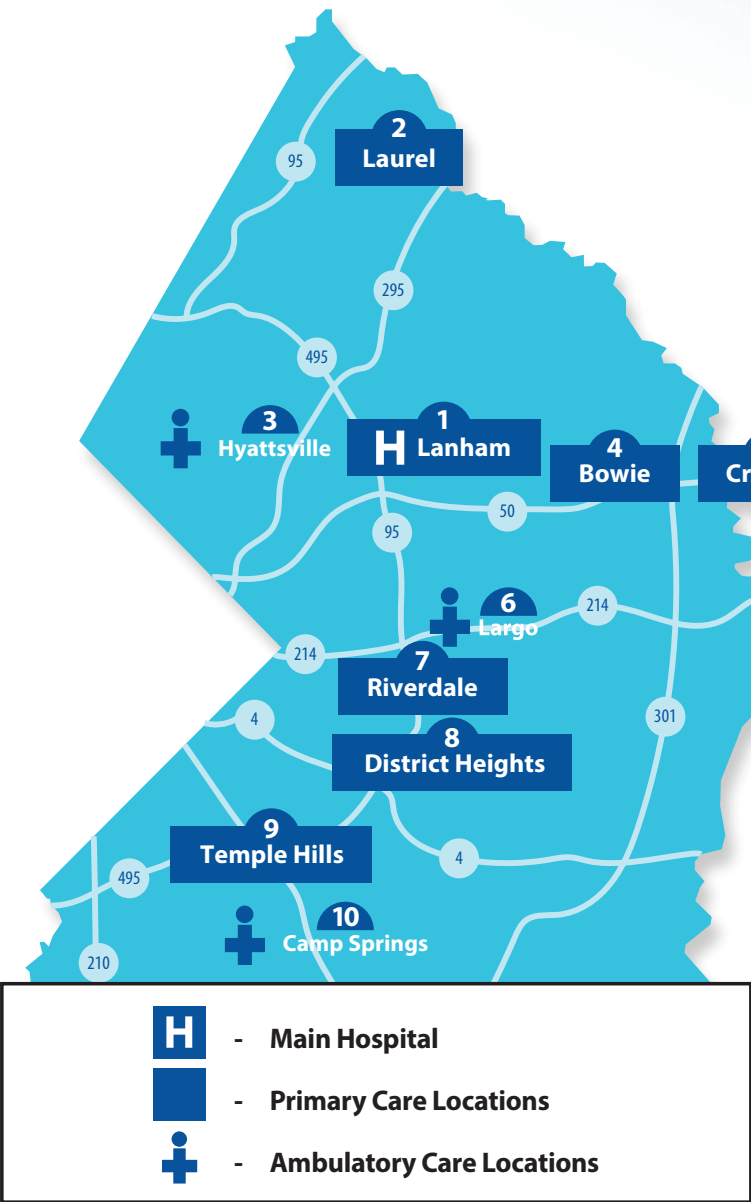 2
Laurel
95
295
495
3
Hyattsville
1
H Lanham
4
Bowie
Cr
50
95
6
Largo
214
214
7
Riverdale
4
301
8
District Heights
9
Temple Hills
4
495
10
Camp Springs
210
H - Main Hospital
- Primary Care Locations
- Ambulatory Care Locations